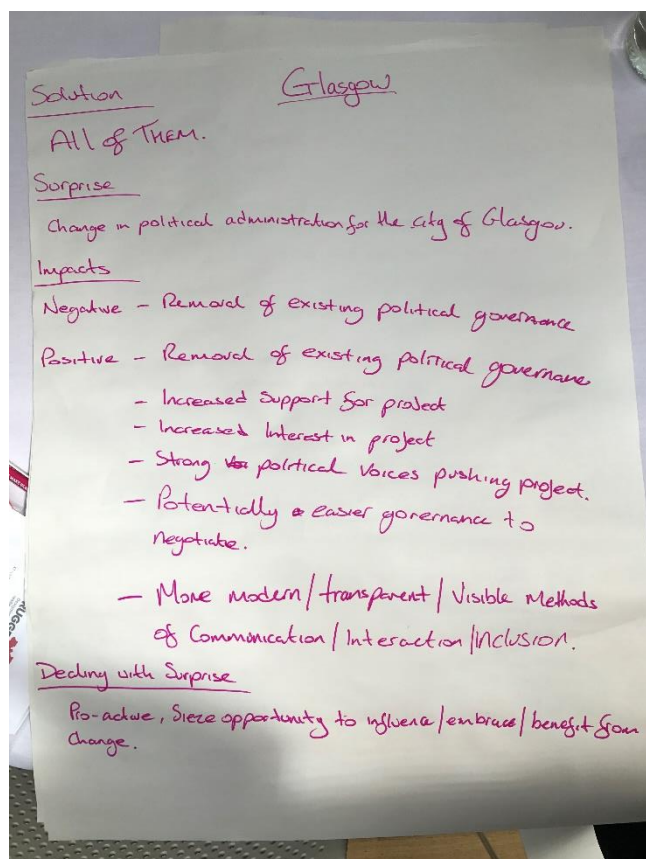 Glasgow
Solution
All of THEM.
Surprise
Change in political administration for the city of Glasgow.
Impacts
Negative - Removal of existing political governance
Positive - Removal of existing political governane
- Increased Support for project
- Increased Interest in project
- Strong political Voices pushing project.
- Potentially easier governance to
negotiate.
- More modern/transparent/Visible Methods
of Communication/Interaction/Inclusion.
Dealing with Surprise
Pro-active, Sieze opportunity to influence/embrace/benefit from
Change.